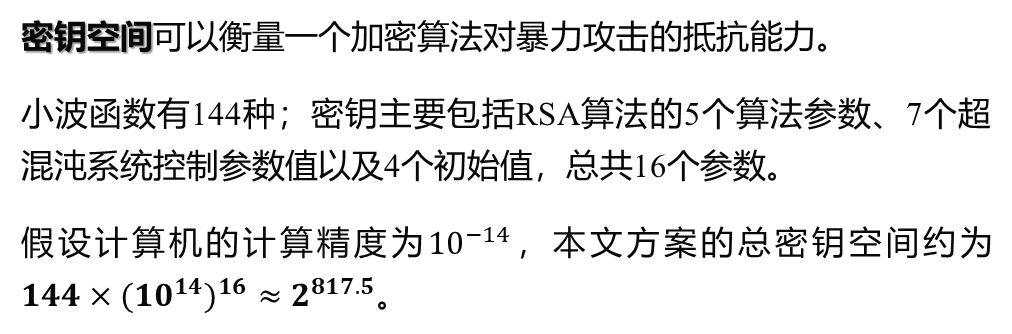 密钥空间可以衡量一个加密算法对暴力攻击的抵抗能力。
小波函数有144种；密钥主要包括RSA算法的5个算法参数、7个超
混沌系统控制参数值以及4个初始值，总共16个参数。
假设计算机的计算精度为10⁻¹⁴，本文方案的总密钥空间约为
144 × (10¹⁴)¹⁶ ≈ 2⁸¹⁷·⁵。